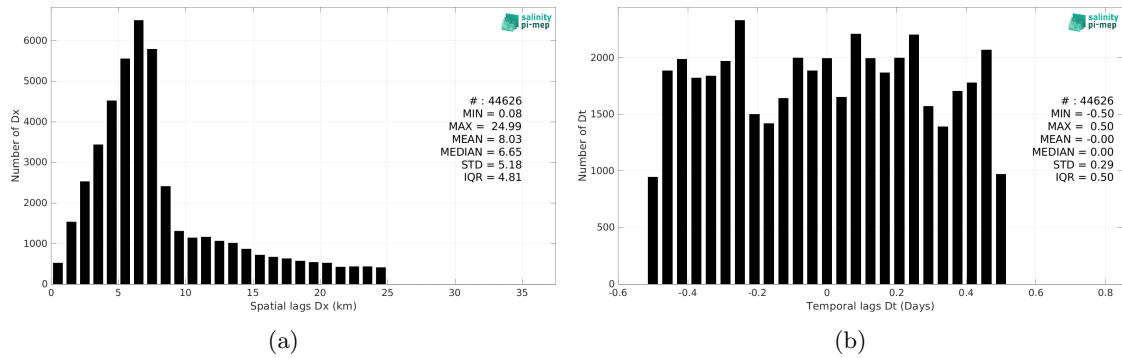 Number of Dx
6000
5000
4000
3000
2000
1000
0
0 5 10 15 20 25 30 35
Spatial lags Dx (km)
salinity
pi-mep
# : 44626
MIN = 0.08
MAX = 24.99
MEAN = 8.03
MEDIAN = 6.65
STD = 5.18
IQR = 4.81
(a)
Number of Dt
2000
1500
1000
500
0
-0.6 -0.4 -0.2 0 0.2 0.4 0.6 0.8
Temporal lags Dt (Days)
salinity
pi-mep
# : 44626
MIN = -0.50
MAX = 0.50
MEAN = -0.00
MEDIAN = 0.00
STD = 0.29
IQR = 0.50
(b)